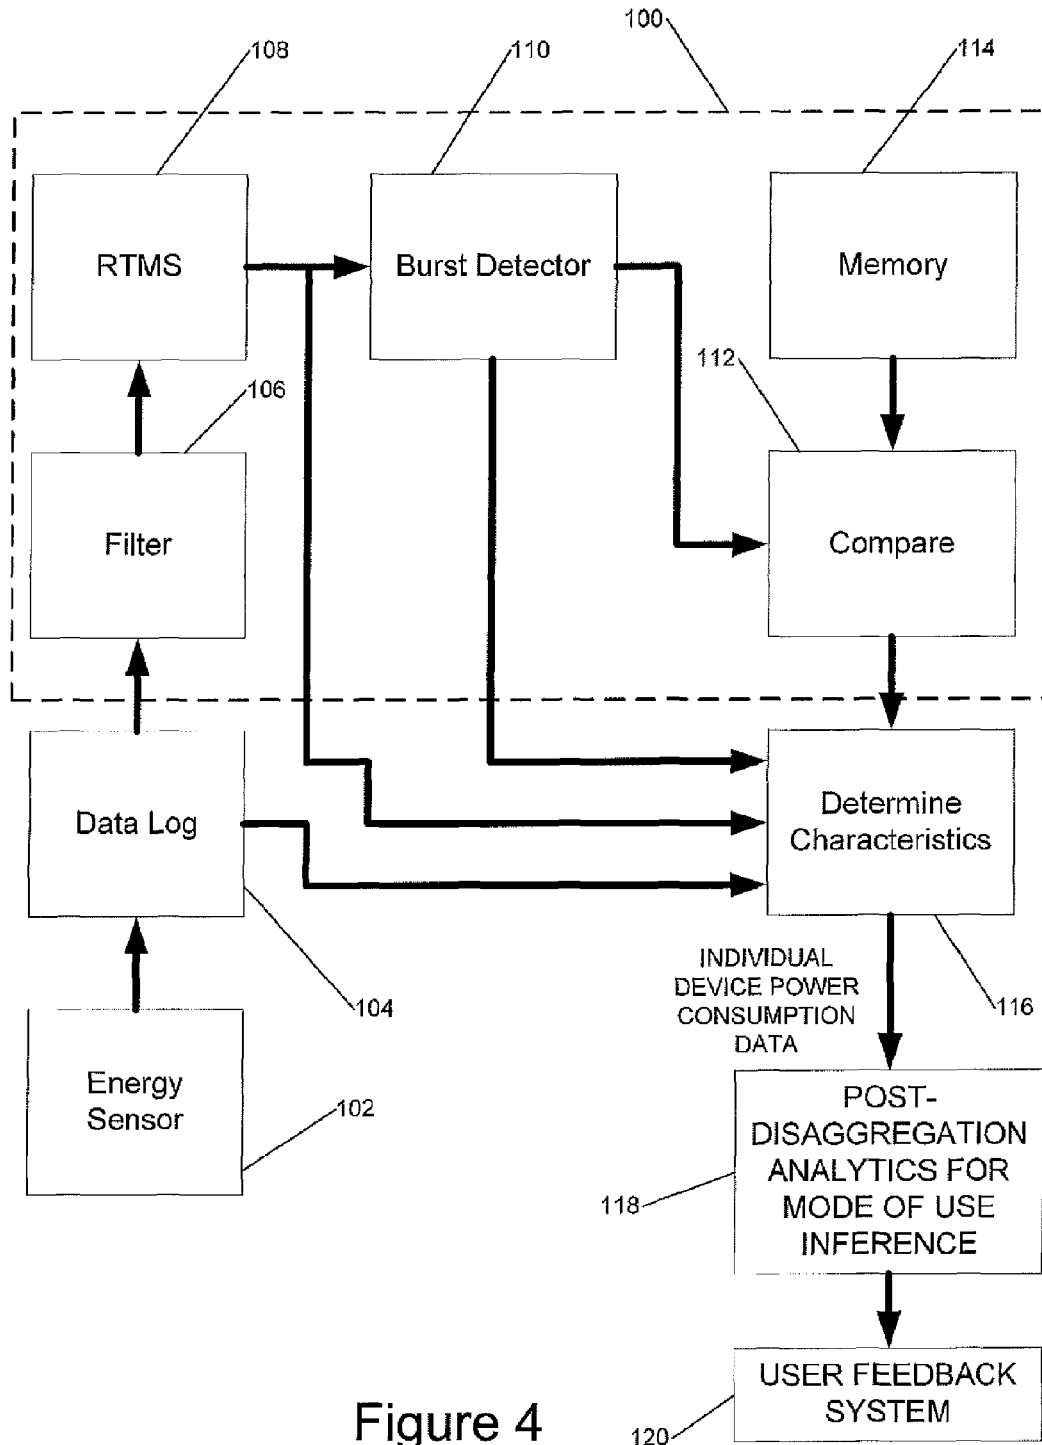 100
108
110
114
RTMS
Burst Detector
Memory
112
106
Filter
Compare
Data Log
Determine
Characteristics
104
INDIVIDUAL
DEVICE POWER
CONSUMPTION
DATA
116
Energy
Sensor
102
POST-
DISAGGREGATION
ANALYTICS FOR
MODE OF USE
INFERENCE
118
USER FEEDBACK
SYSTEM
Figure 4
120